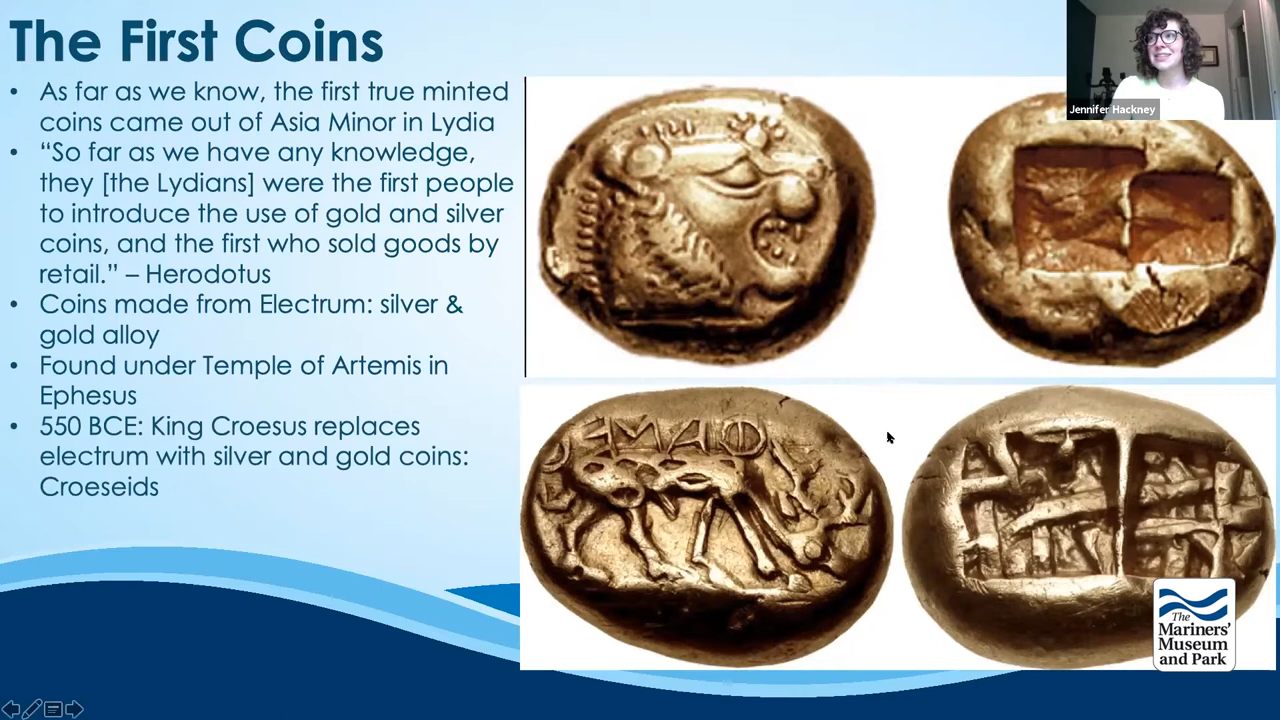 The First Coins
• As far as we know, the first true minted
coins came out of Asia Minor in Lydia
• “So far as we have any knowledge,
they [the Lydians] were the first people
to introduce the use of gold and silver
coins, and the first who sold goods by
retail.” – Herodotus
• Coins made from Electrum: silver &
gold alloy
• Found under Temple of Artemis in
Ephesus
• 550 BCE: King Croesus replaces
electrum with silver and gold coins:
Croeseids
Jennifer Hackney
The
Mariners’
Museum
and Park